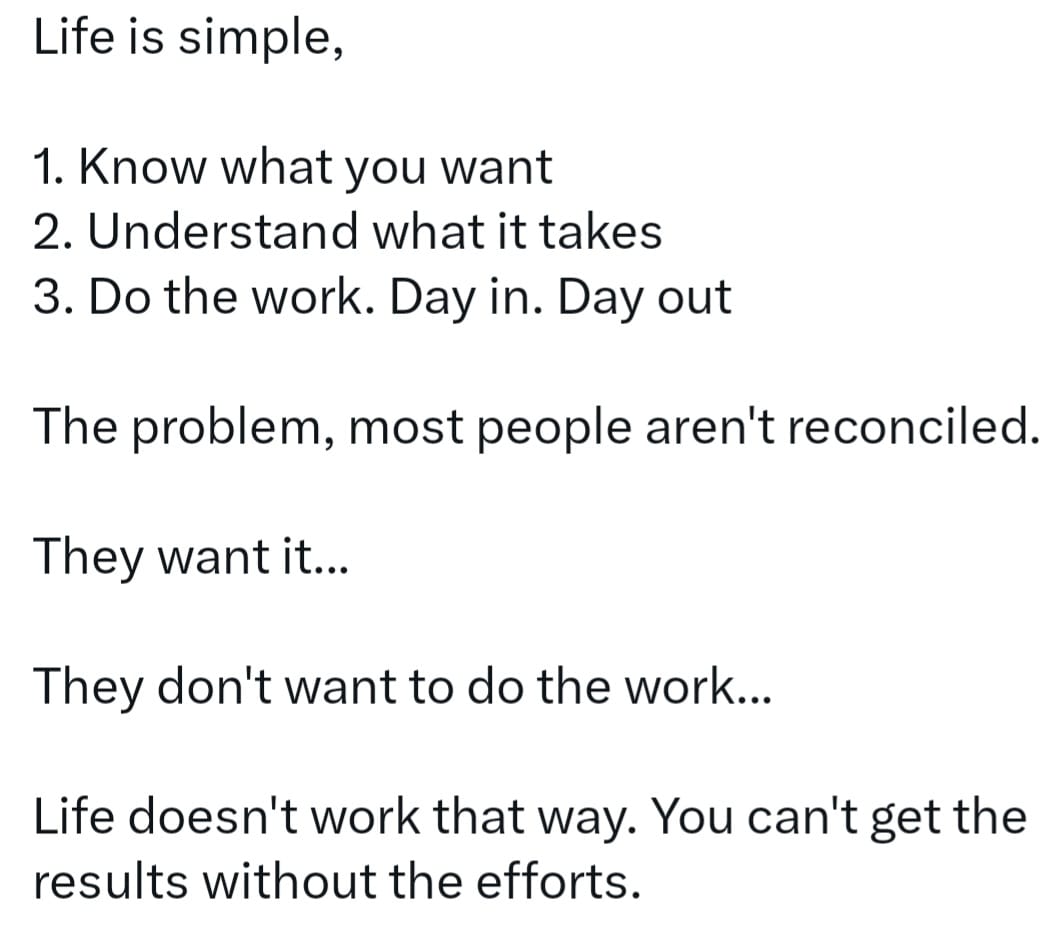 Life is simple,
1. Know what you want
2. Understand what it takes
3. Do the work. Day in. Day out
The problem, most people aren't reconciled.
They want it...
They don't want to do the work...
Life doesn't work that way. You can't get the
results without the efforts.